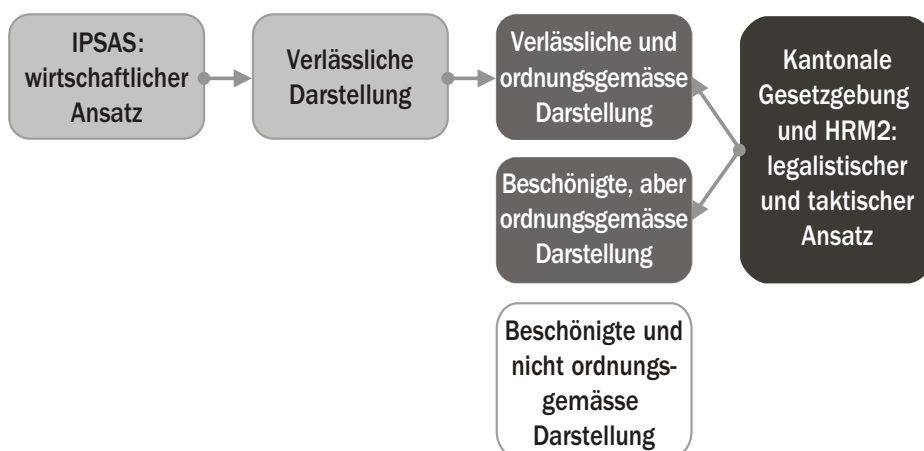 IPSAS:
wirtschaftlicher
Ansatz
Verlässliche
Darstellung
Verlässliche und
ordnungsgemässe
Darstellung
Beschönigte, aber
ordnungsgemässe
Darstellung
Beschönigte und
nicht ordnungs-
gemässe
Darstellung
Kantonale
Gesetzgebung
und HRM2:
legalistischer
und taktischer
Ansatz